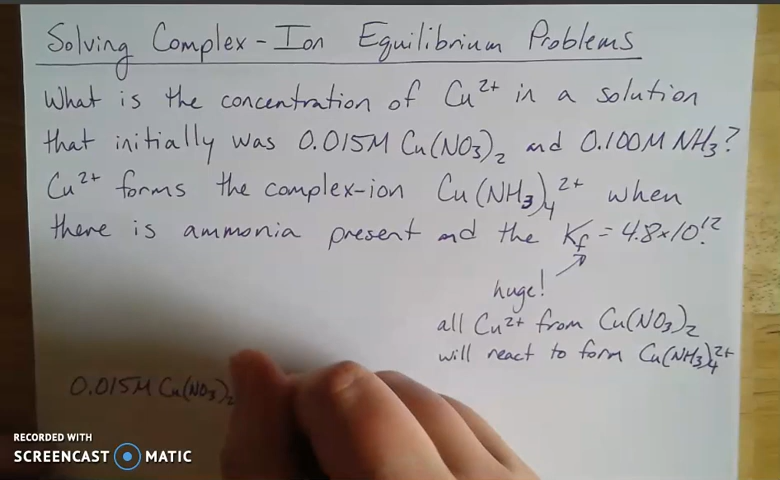 Solving Complex-Ion Equilibrium Problems
What is the concentration of Cu²⁺ in a solution
that initially was 0.015M Cu(NO₃)₂ and 0.100M NH₃?
Cu²⁺ forms the complex-ion Cu(NH₃)₄²⁺ when
there is ammonia present and the K_f = 4.8x10¹².
huge!
all Cu²⁺ from Cu(NO₃)₂
will react to form Cu(NH₃)₄²⁺
0.015M Cu(NO₃)₂
RECORDED WITH
SCREENCAST MATIC